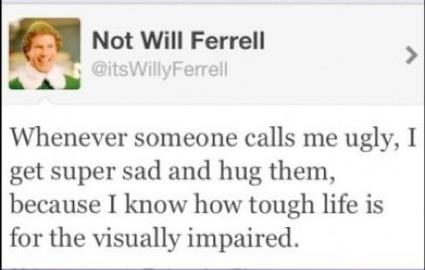 Not Will Ferrell
@itsWillyFerrell
Whenever someone calls me ugly, I
get super sad and hug them,
because I know how tough life is
for the visually impaired.